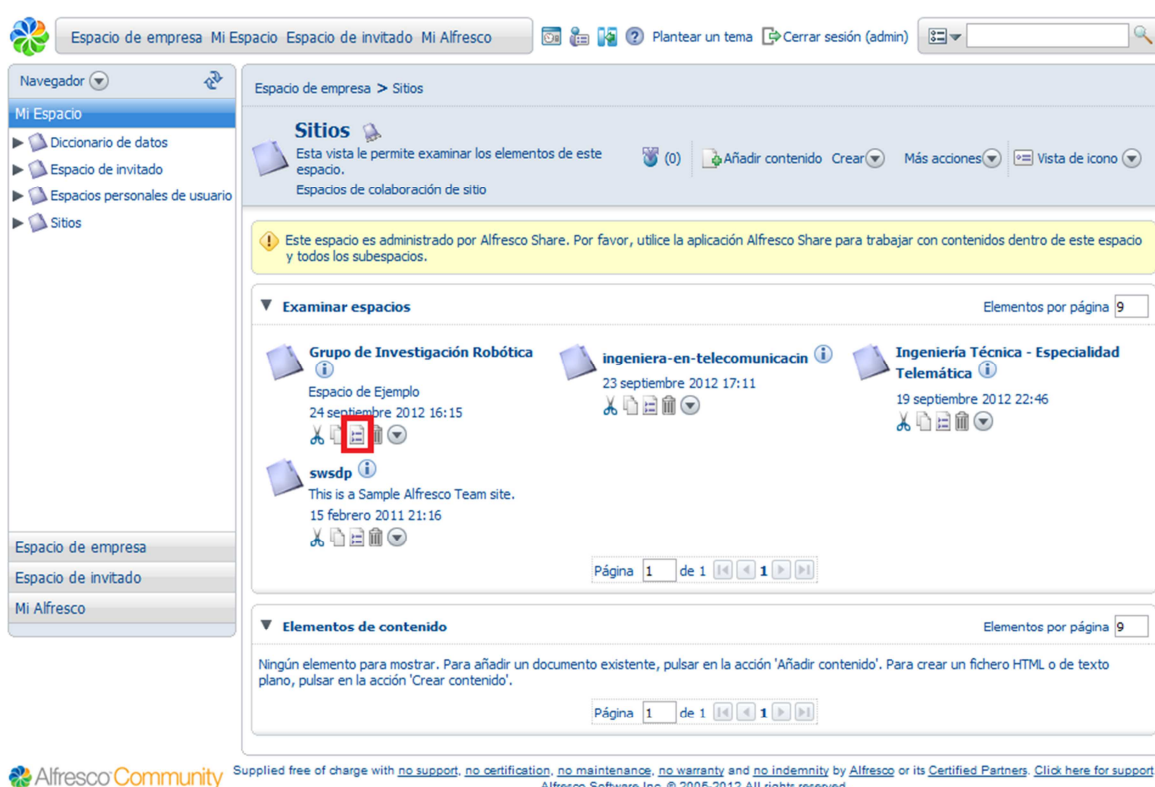 Espacio de empresa Mi Espacio Espacio de invitado Mi Alfresco
Plantear un tema Cerrar sesión (admin)
Navegador
Mi Espacio
Diccionario de datos
Espacio de invitado
Espacios personales de usuario
Sitios
Espacio de empresa
Espacio de invitado
Mi Alfresco
Espacio de empresa > Sitios
Sitios
Esta vista le permite examinar los elementos de este
espacio.
Espacios de colaboración de sitio
(0) Añadir contenido Crear Más acciones Vista de icono
Este espacio es administrado por Alfresco Share. Por favor, utilice la aplicación Alfresco Share para trabajar con contenidos dentro de este espacio
y todos los subespacios.
Examinar espacios Elementos por página 9
Grupo de Investigación Robótica
Espacio de Ejemplo
24 septiembre 2012 16:15
ingeniera-en-telecomunicacin
23 septiembre 2012 17:11
Ingeniería Técnica - Especialidad
Telemática
19 septiembre 2012 22:46
swsdp
This is a Sample Alfresco Team site.
15 febrero 2011 21:16
Página 1 de 1 1
Elementos de contenido Elementos por página 9
Ningún elemento para mostrar. Para añadir un documento existente, pulsar en la acción 'Añadir contenido'. Para crear un fichero HTML o de texto
plano, pulsar en la acción 'Crear contenido'.
Página 1 de 1 1
Alfresco Community
Supplied free of charge with no support, no certification, no maintenance, no warranty and no indemnity by Alfresco or its Certified Partners. Click here for support
Alfresco Software Inc. © 2005-2012 All rights reserved.